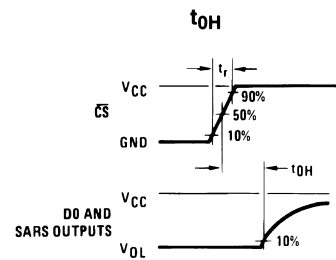 t0H
tr
VCC
90%
CS
50%
10%
GND
t0H
VCC
D0 AND
SARS OUTPUTS
10%
VOL